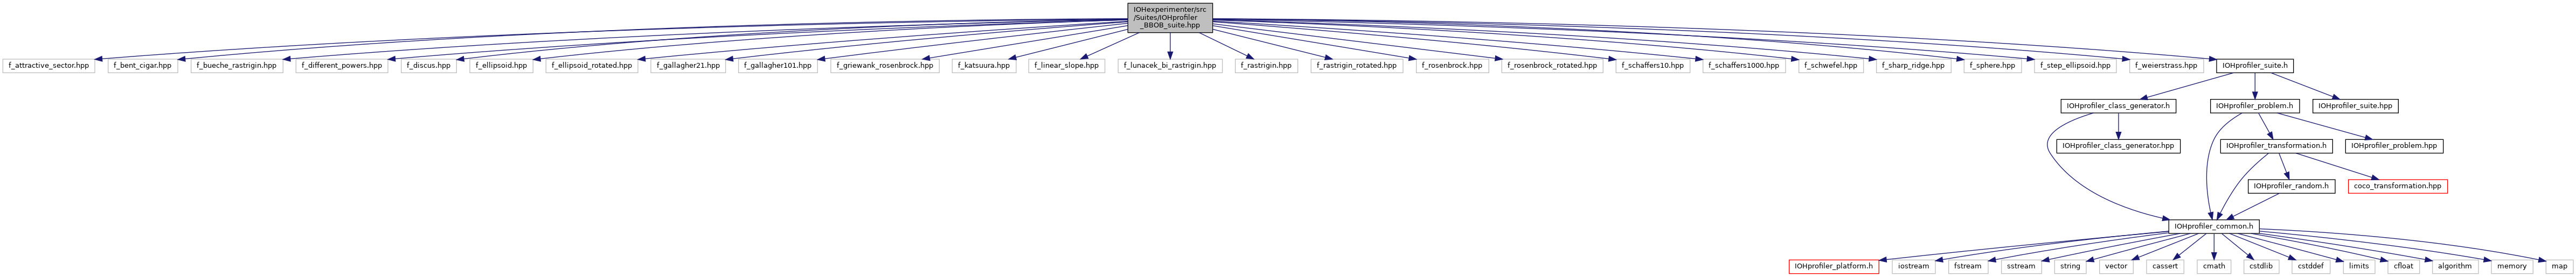 IOHexperimenter/src
/Suites/IOHprofiler
_BBOB_suite.hpp
f_attractive_sector.hpp
f_bent_cigar.hpp
f_bueche_rastrigin.hpp
f_different_powers.hpp
f_discus.hpp
f_ellipsoid.hpp
f_ellipsoid_rotated.hpp
f_gallagher21.hpp
f_gallagher101.hpp
f_griewank_rosenbrock.hpp
f_katsuura.hpp
f_linear_slope.hpp
f_lunacek_bi_rastrigin.hpp
f_rastrigin.hpp
f_rastrigin_rotated.hpp
f_rosenbrock.hpp
f_rosenbrock_rotated.hpp
f_schaffers10.hpp
f_schaffers1000.hpp
f_schwefel.hpp
f_sharp_ridge.hpp
f_sphere.hpp
f_step_ellipsoid.hpp
f_weierstrass.hpp
IOHprofiler_suite.h
IOHprofiler_class_generator.h
IOHprofiler_problem.h
IOHprofiler_suite.hpp
IOHprofiler_class_generator.hpp
IOHprofiler_transformation.h
IOHprofiler_problem.hpp
IOHprofiler_random.h
coco_transformation.hpp
IOHprofiler_common.h
IOHprofiler_platform.h
iostream
fstream
sstream
string
vector
cassert
cmath
cstdlib
cstddef
limits
cfloat
algorithm
memory
map